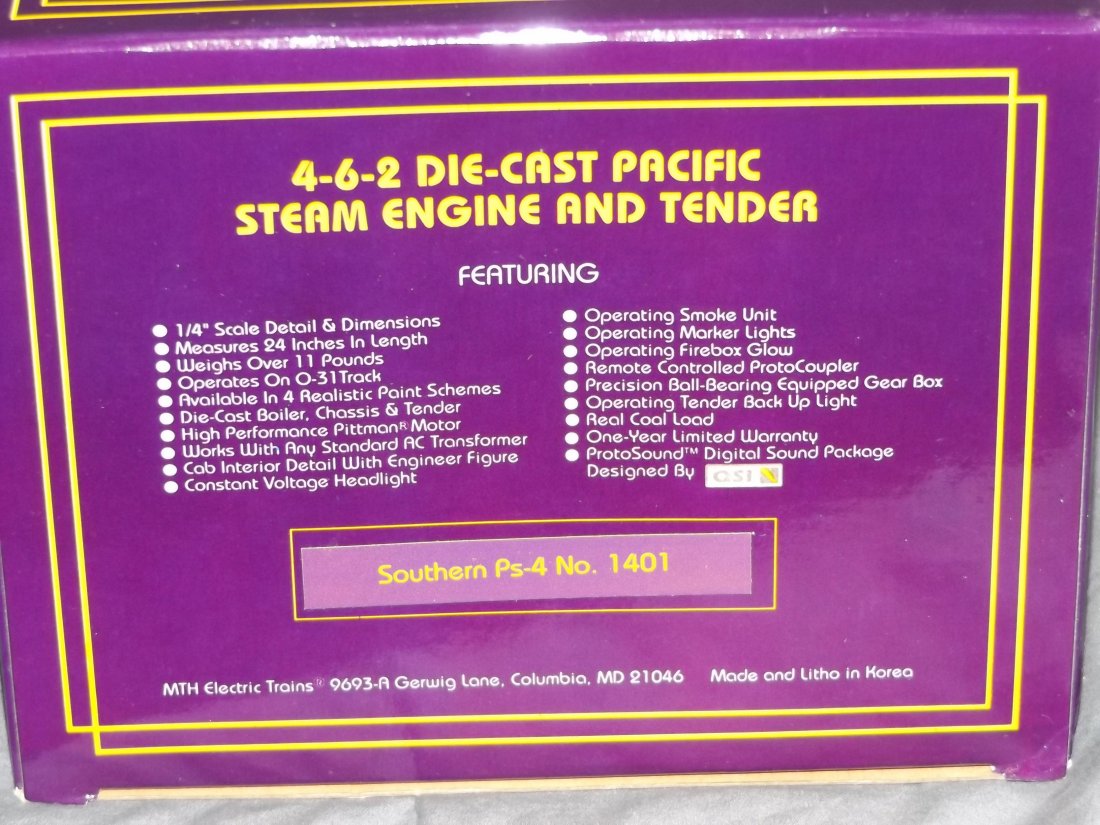 4-6-2 DIE-CAST PACIFIC
STEAM ENGINE AND TENDER
FEATURING
● 1/4" Scale Detail & Dimensions
● Measures 24 Inches In Length
● Weighs Over 11 Pounds
● Operates On O-31Track
● Available In 4 Realistic Paint Schemes
● Die-Cast Boiler, Chassis & Tender
● High Performance Pittman® Motor
● Works With Any Standard AC Transformer
● Cab Interior Detail With Engineer Figure
● Constant Voltage Headlight
● Operating Smoke Unit
● Operating Marker Lights
● Operating Firebox Glow
● Remote Controlled ProtoCoupler
● Precision Ball-Bearing Equipped Gear Box
● Operating Tender Back Up Light
● Real Coal Load
● One-Year Limited Warranty
● ProtoSound™ Digital Sound Package
Designed By QSI
Southern Ps-4 No. 1401
MTH Electric Trains® 9693-A Gerwig Lane, Columbia, MD 21046 Made and Litho in Korea